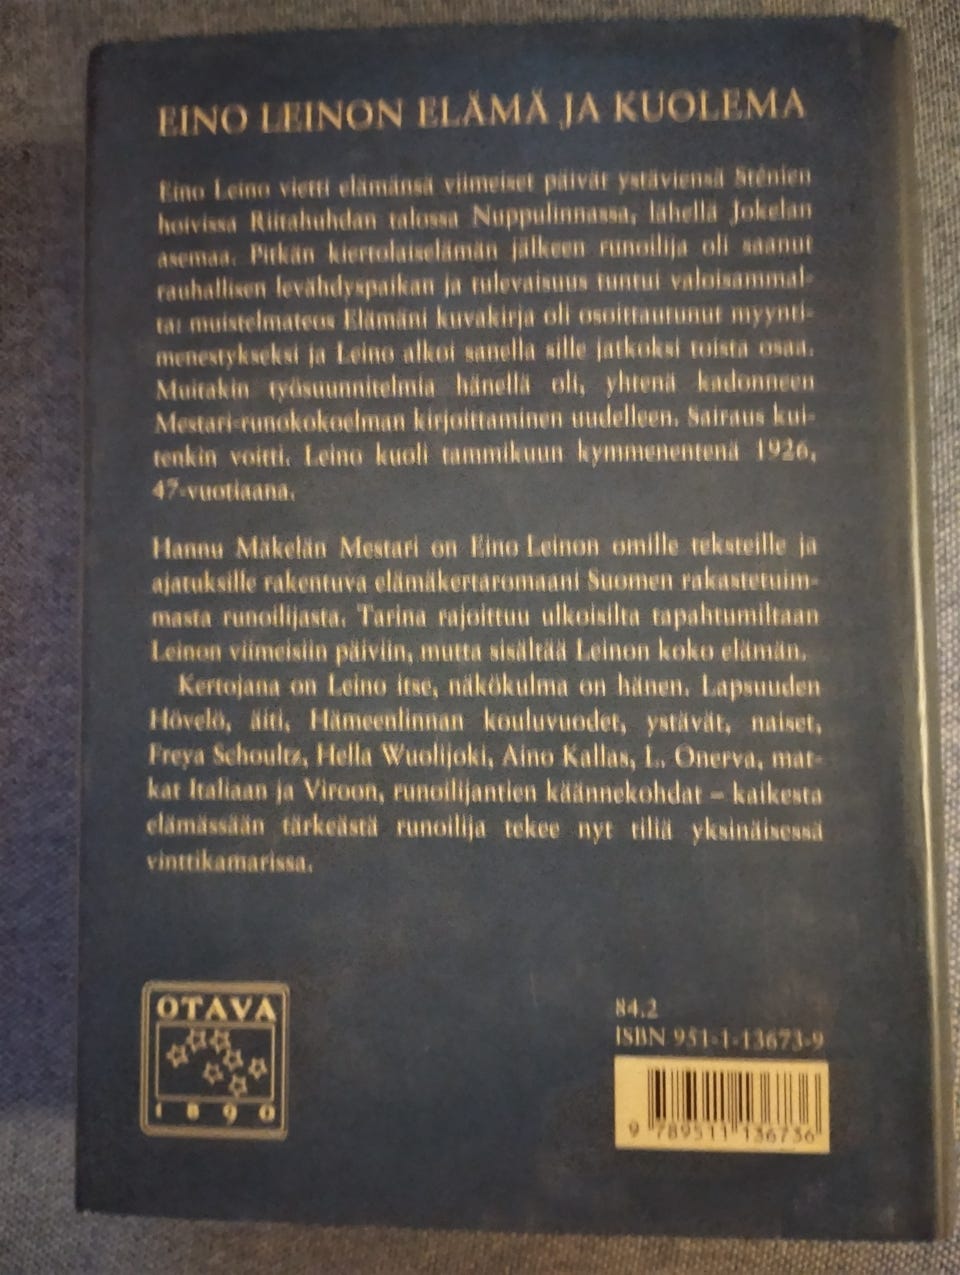 EINO LEINON ELÄMÄ JA KUOLEMA
Eino Leino vietti elämänsä viimeiset päivät ystäviensä Sténien
hoivissa Riitahuhdan talossa Nuppulinnassa, lähellä Jokelan
asemaa. Pitkän kiertolaiselämän jälkeen runoilija oli saanut
rauhallisen levähdyspaikan ja tulevaisuus tuntui valoisammal-
ta: muistelmateos Elämäni kuvakirja oli osoittautunut myynti-
menestykseksi ja Leino alkoi sanella sille jatkoksi toista osaa.
Muitakin työsuunnitelmia hänellä oli, yhtenä kadonneen
Mestari-runokokoelman kirjoittaminen uudelleen. Sairaus kui-
tenkin voitti. Leino kuoli tammikuun kymmenentenä 1926,
47-vuotiaana.
Hannu Mäkelän Mestari on Eino Leinon omille teksteille ja
ajatuksille rakentuva elämäkertaromaani Suomen rakastetuim-
masta runoilijasta. Tarina rajoittuu ulkoisilta tapahtumiltaan
Leinon viimeisiin päiviin, mutta sisältää Leinon koko elämän.
Kertojana on Leino itse, näkökulma on hänen. Lapsuuden
Hövelö, äiti, Hämeenlinnan kouluvuodet, ystävät, naiset,
Freya Schoultz, Hella Wuolijoki, Aino Kallas, L. Onerva, mat-
kat Italiaan ja Viroon, runoilijantien käännekohdat – kaikesta
elämässään tärkeästä runoilija tekee nyt tiliä yksinäisessä
vinttikamarissa.
OTAVA
1890
84.2
ISBN 951-1-13673-9
9 789511 136736